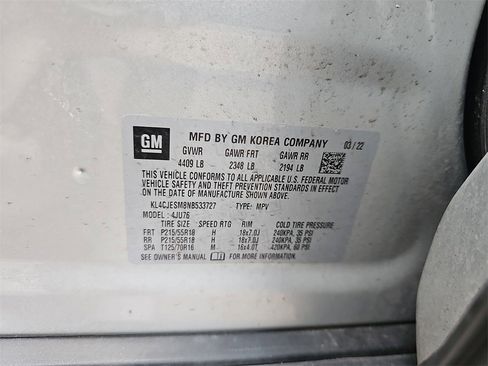 GM
MFD BY GM KOREA COMPANY 03/22
GVWR GAWR FRT GAWR RR
4409 LB 2348 LB 2194 LB
THIS VEHICLE CONFORMS TO ALL APPLICABLE U.S. FEDERAL MOTOR
VEHICLE SAFETY AND THEFT PREVENTION STANDARDS IN EFFECT ON
THE DATE OF MANUFACTURE SHOWN ABOVE.
KL4CJESM8NB533727 TYPE: MPV
MODEL: 4JU76
TIRE SIZE SPEED RTG RIM COLD TIRE PRESSURE
FRT P215/55R18 H 18x7.0J 240KPA, 35 PSI
RR P215/55R18 H 18x7.0J 240KPA, 35 PSI
SPA T125/70R16 M 16x4.0T 420KPA, 60 PSI
SEE OWNER'S MANUAL FOR ADDITIONAL INFORMATION.